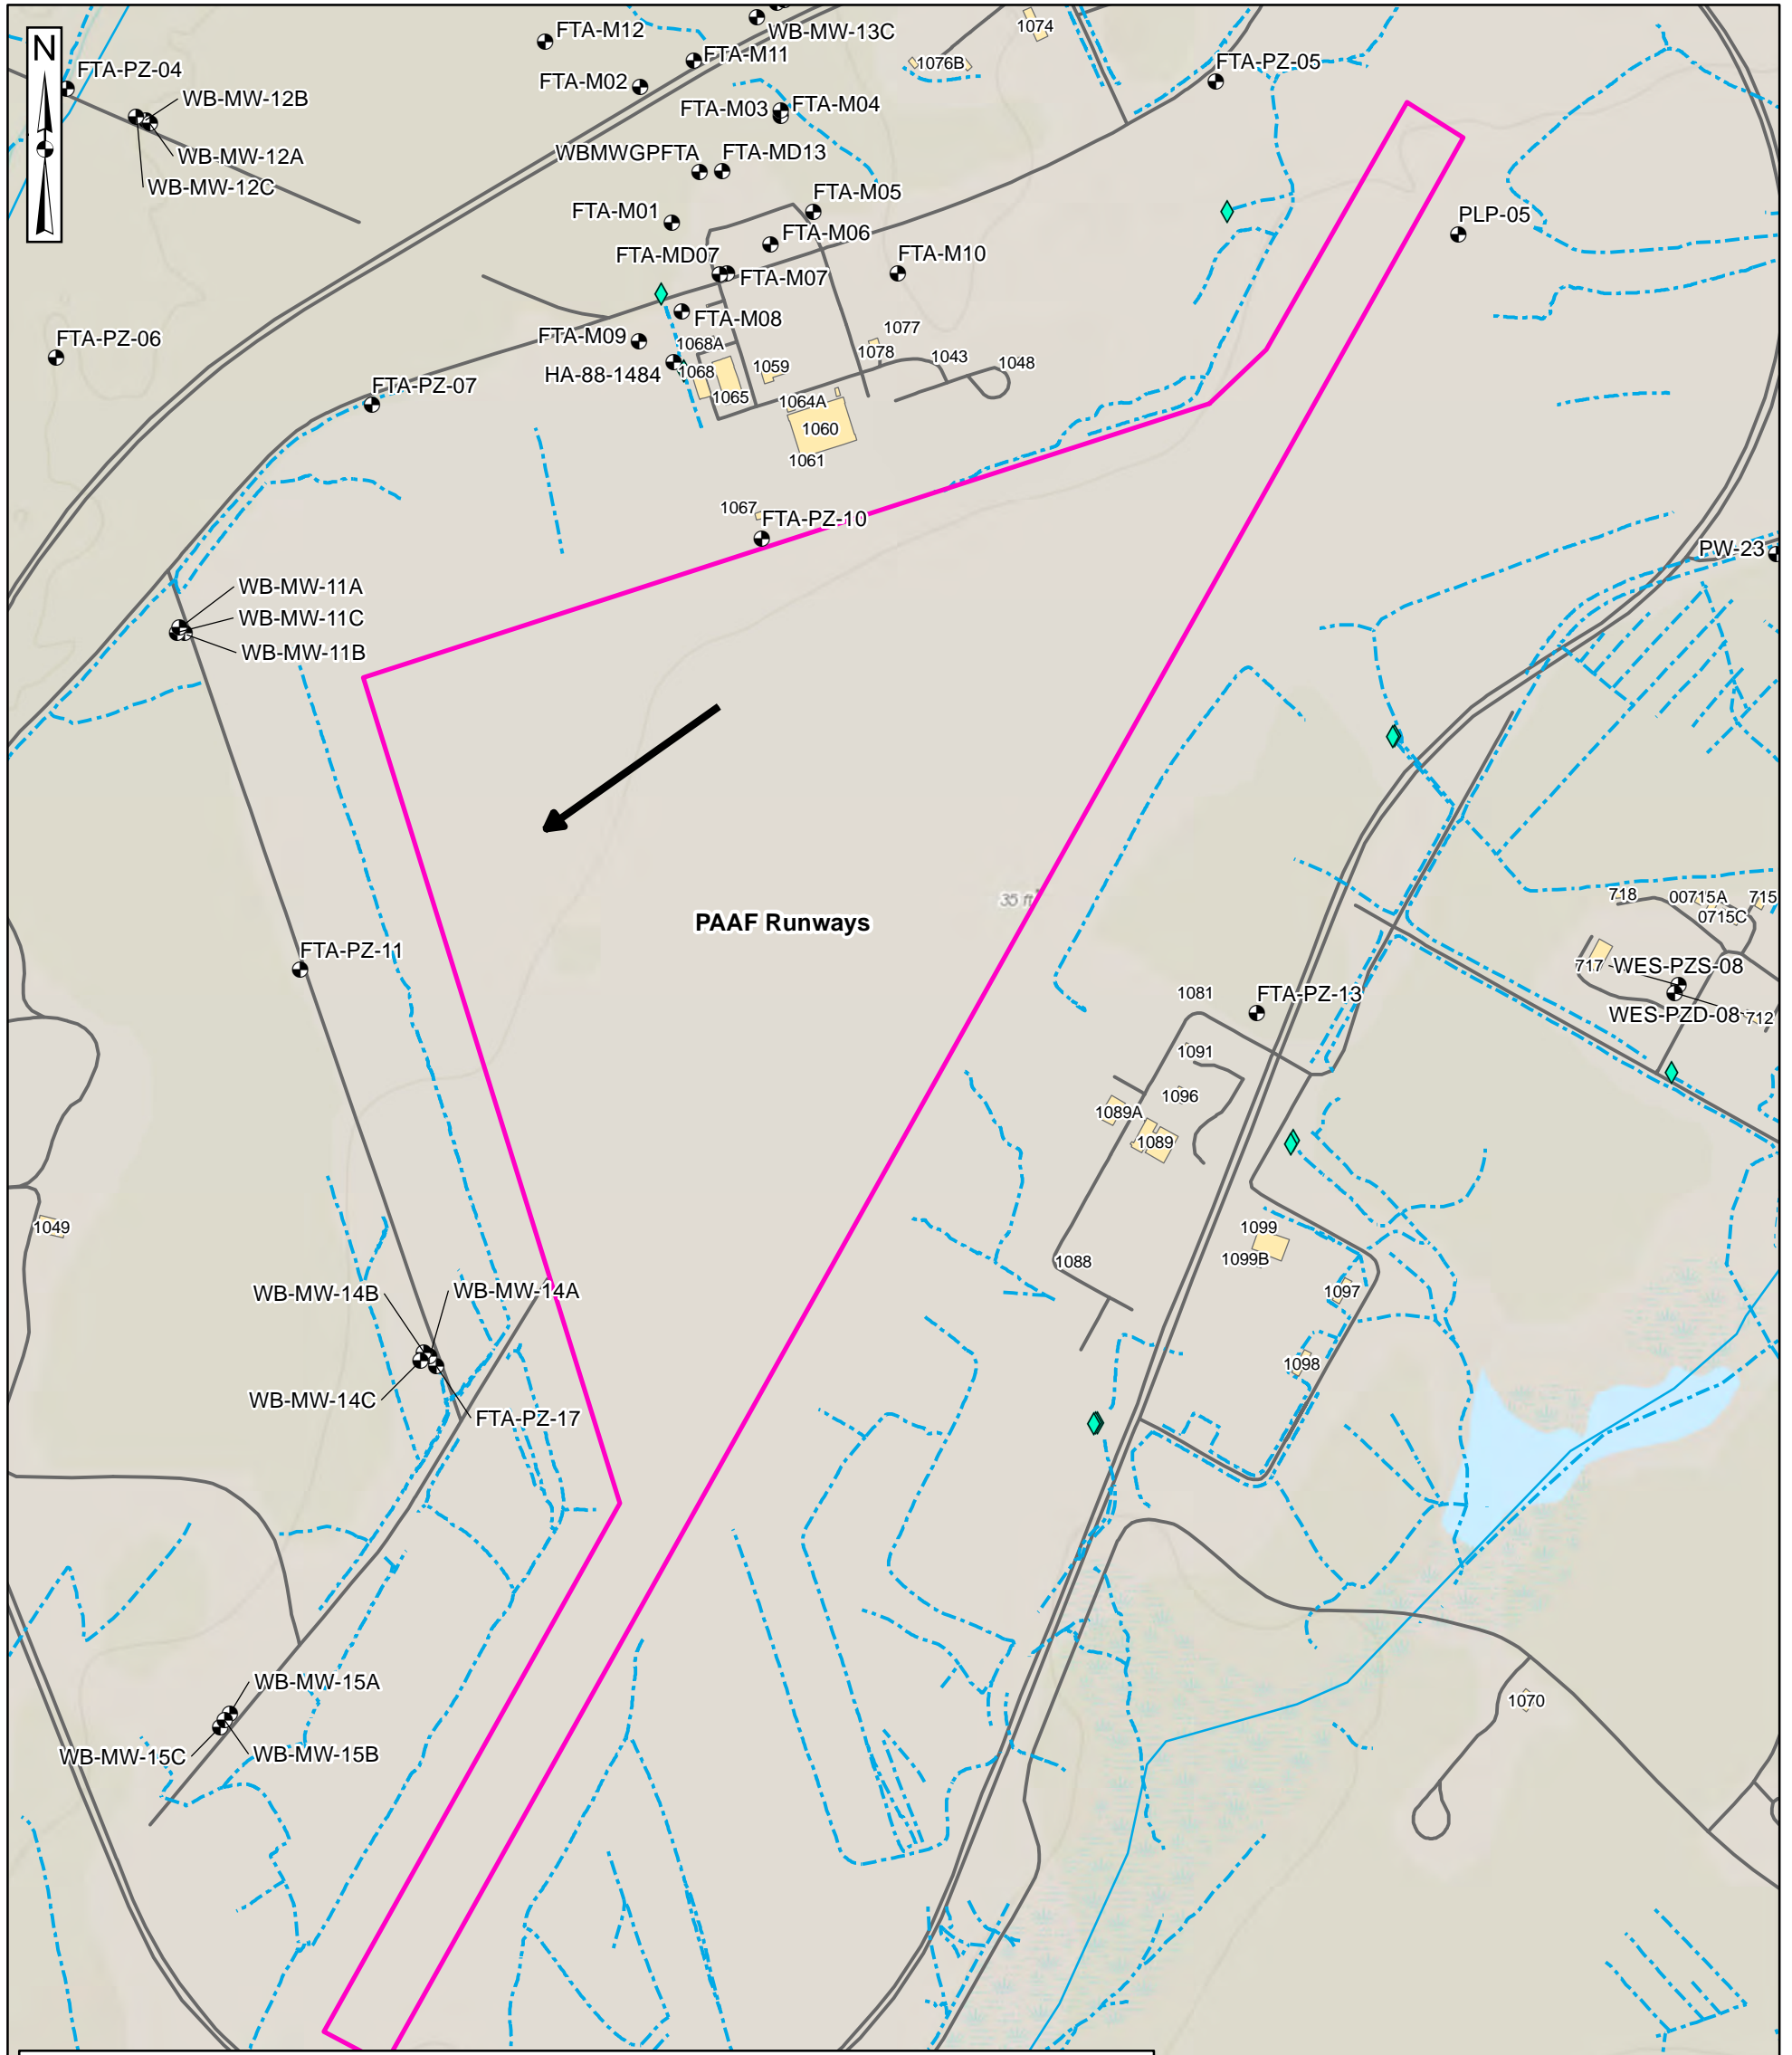 N
FTA-M12
WB-MW-13C
1074
FTA-M11
1076B
FTA-PZ-05
FTA-PZ-04
FTA-M02
WB-MW-12B
FTA-M03
FTA-M04
WB-MW-12A
WBMWGPFTA
FTA-MD13
WB-MW-12C
FTA-M05
FTA-M01
PLP-05
FTA-M06
FTA-MD07
FTA-M10
FTA-M07
FTA-M08
1077
FTA-PZ-06
FTA-M09
1068A
1078
1043
1048
HA-88-1484
1068
1059
FTA-PZ-07
1065
1064A
1060
1061
1067
FTA-PZ-10
PW-23
WB-MW-11A
WB-MW-11C
WB-MW-11B
35 ft
PAAF Runways
718
00715A
715
0715C
FTA-PZ-11
717
WES-PZS-08
1081
FTA-PZ-13
WES-PZD-08
712
1091
1096
1089A
1089
1049
1099
1099B
1088
WB-MW-14B
WB-MW-14A
1097
1098
WB-MW-14C
FTA-PZ-17
WB-MW-15A
1070
WB-MW-15C
WB-MW-15B